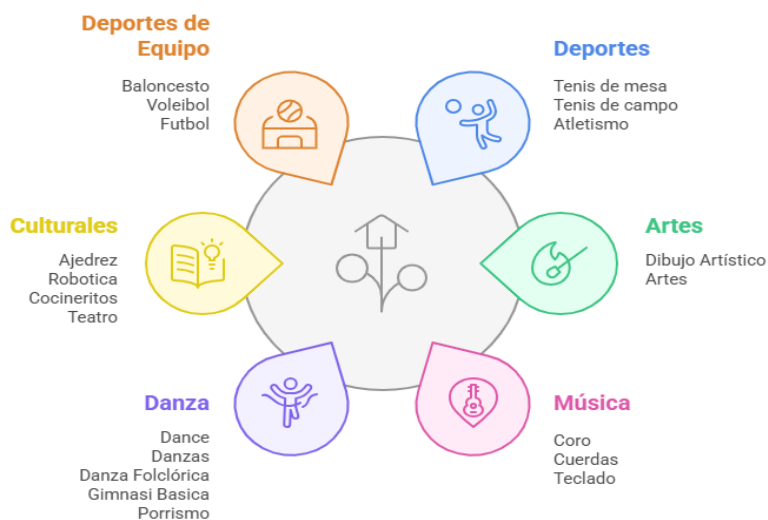 Deportes de
Equipo
Baloncesto
Voleibol
Futbol
Deportes
Tenis de mesa
Tenis de campo
Atletismo
Culturales
Ajedrez
Robotica
Cocineritos
Teatro
Artes
Dibujo Artístico
Artes
Danza
Dance
Danzas
Danza Folclórica
Gimnasi Basica
Porrismo
Música
Coro
Cuerdas
Teclado